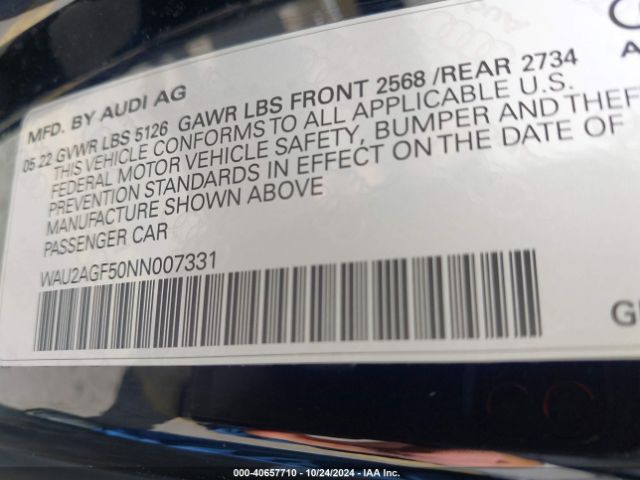 MFD. BY AUDI AG
05 22 GVWR LBS 5126 GAWR LBS FRONT 2568 /REAR 2734
THIS VEHICLE CONFORMS TO ALL APPLICABLE U.S.
FEDERAL MOTOR VEHICLE SAFETY, BUMPER AND THEFT
PREVENTION STANDARDS IN EFFECT ON THE DATE OF
MANUFACTURE SHOWN ABOVE
PASSENGER CAR
WAU2AGF50NN007331
000-40657710 - 10/24/2024 - IAA Inc.